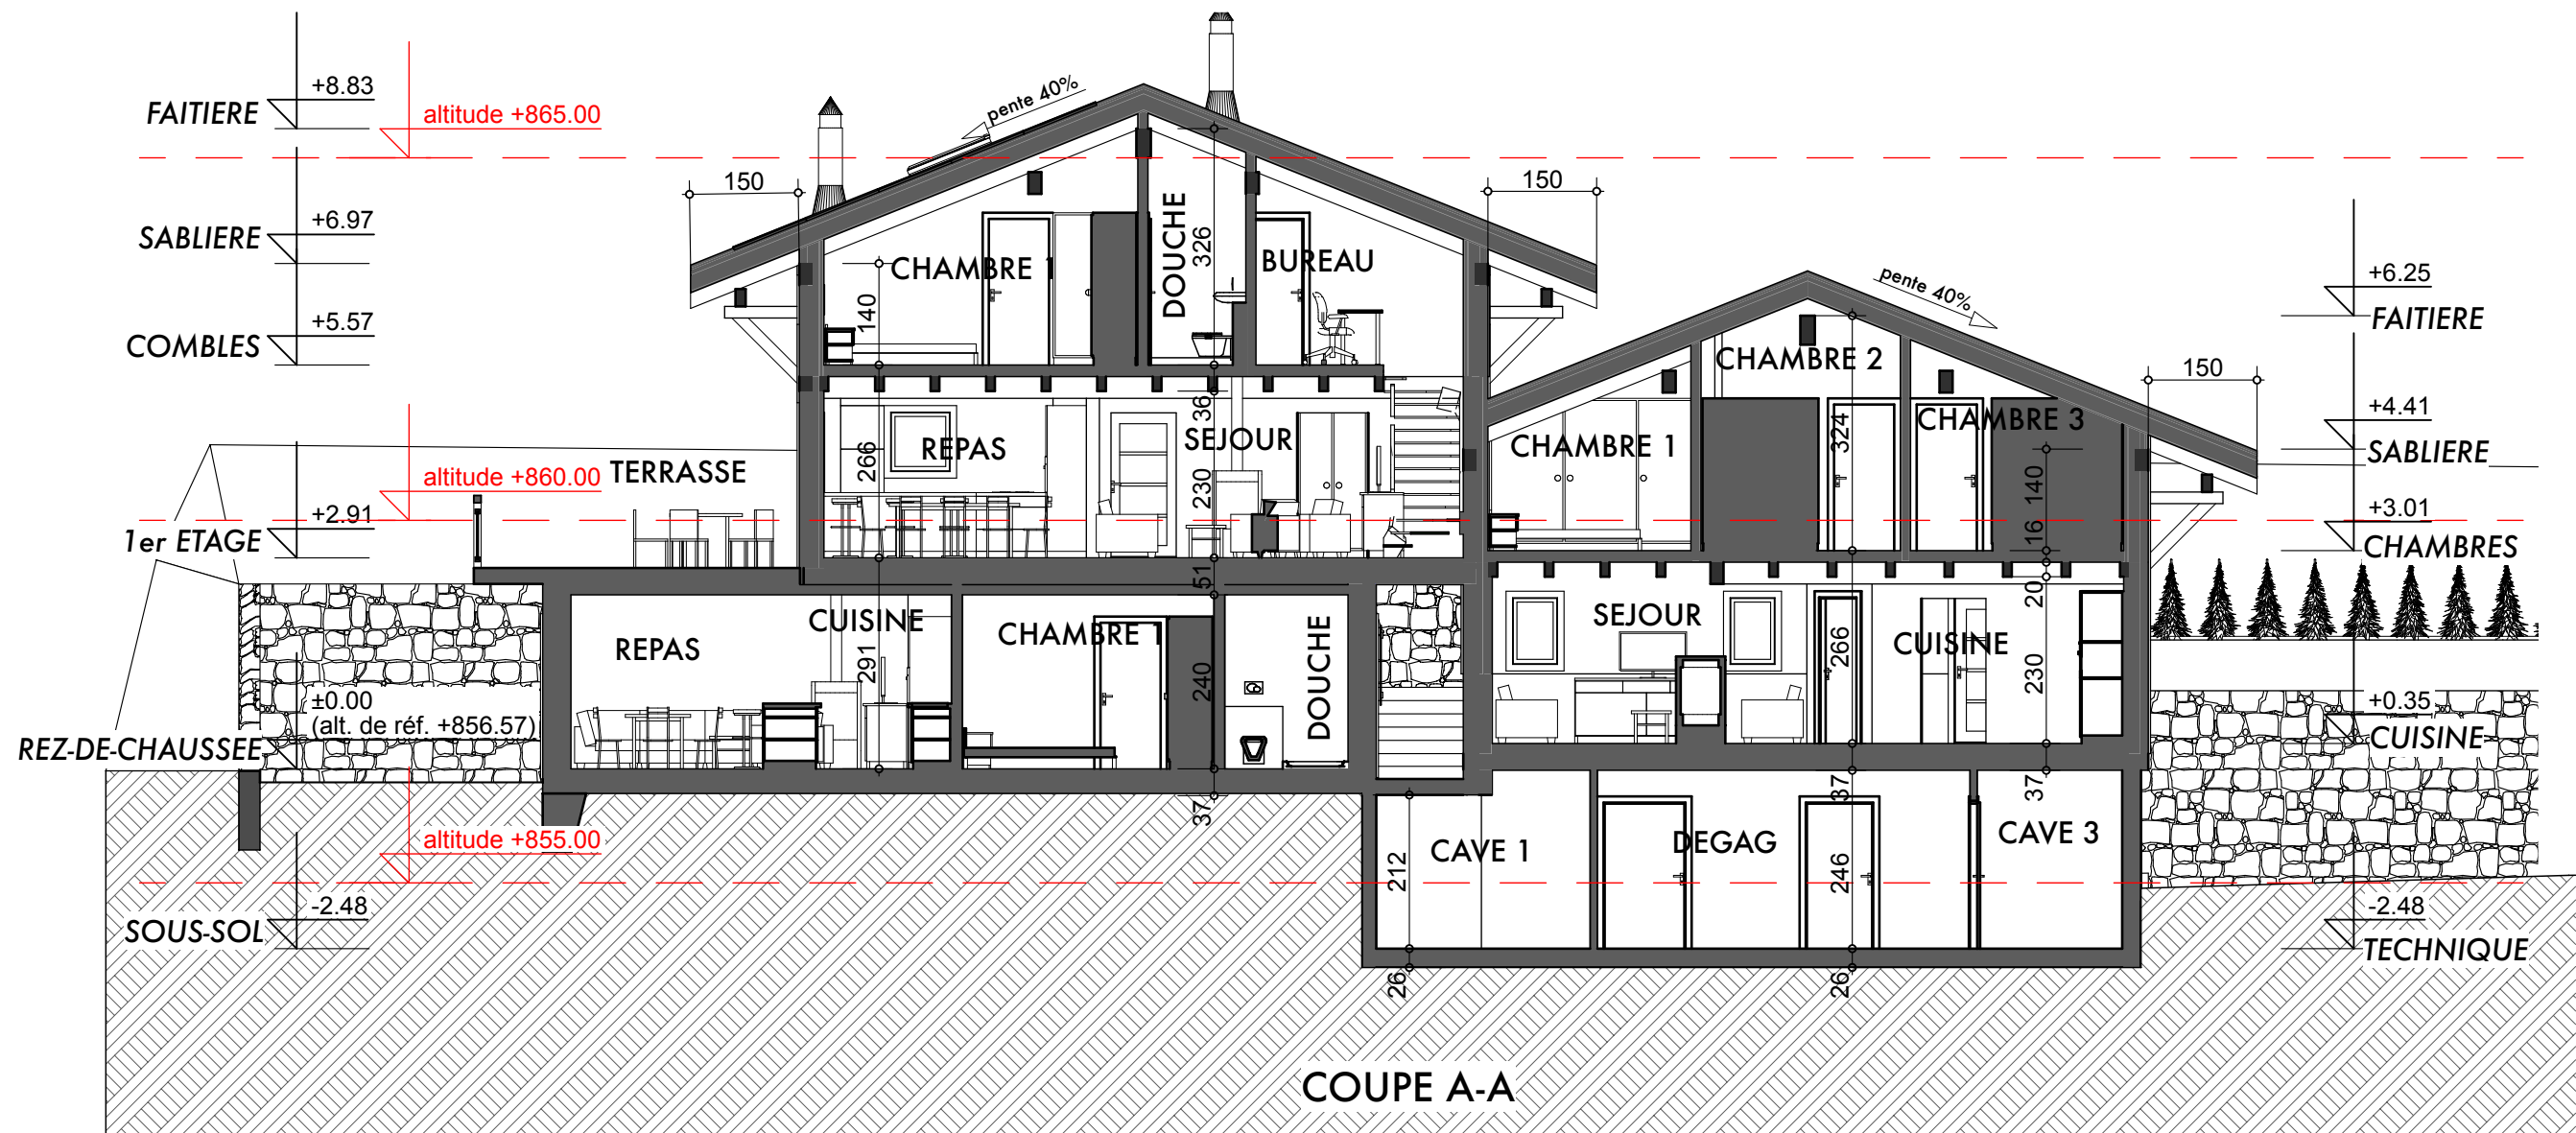 +8.83
FAITIERE
altitude +865.00
pente 40%
150
150
+6.97
SABLIERE
CHAMBRE 1
DOUCHE
326
BUREAU
140
+5.57
COMBLES
pente 40%
+6.25
FAITIERE
CHAMBRE 2
150
36
266
REPAS
SEJOUR
230
324
CHAMBRE 1
CHAMBRE 3
+4.41
SABLIERE
altitude +860.00
TERRASSE
140
16
+2.91
1er ETAGE
+3.01
CHAMBRES
51
20
REPAS
CUISINE
291
CHAMBRE 1
240
DOUCHE
SEJOUR
266
CUISINE
230
±0.00
(alt. de réf. +856.57)
REZ-DE-CHAUSSEE
+0.35
CUISINE
37
37
37
altitude +855.00
212
CAVE 1
DEGAG
246
CAVE 3
-2.48
SOUS-SOL
-2.48
TECHNIQUE
26
26
COUPE A-A